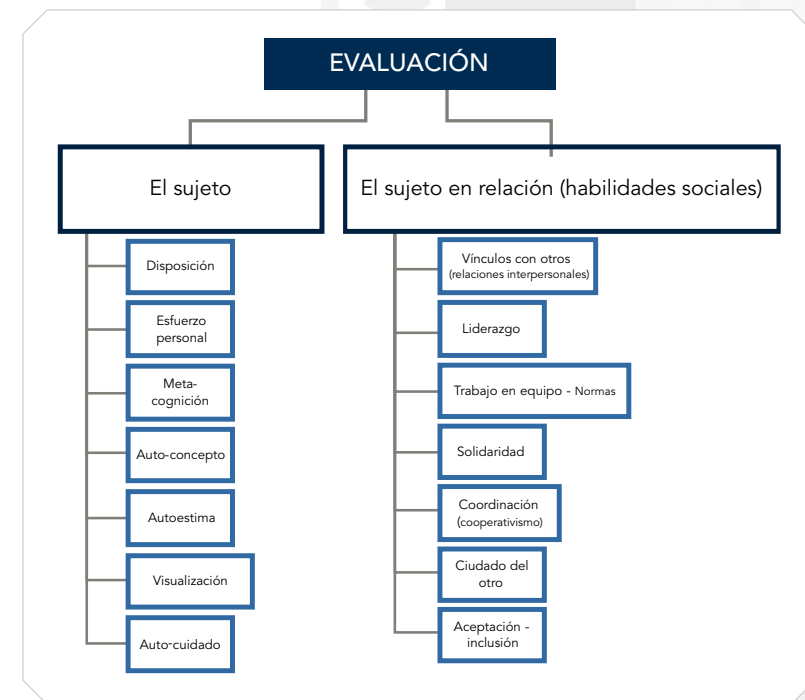 EVALUACIÓN
El sujeto
Disposición
Esfuerzo
personal
Meta-
cognición
Auto-concepto
Autoestima
Visualización
Auto-cuidado
El sujeto en relación (habilidades sociales)
Vínculos con otros
(relaciones interpersonales)
Liderazgo
Trabajo en equipo - Normas
Solidaridad
Coordinación
(cooperativismo)
Ciudado del
otro
Aceptación -
inclusión